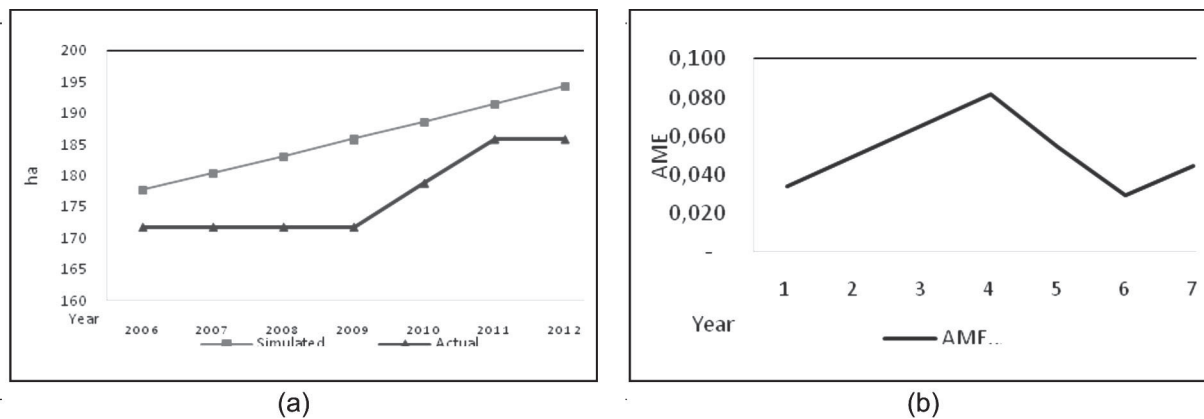 200
195
190
185
180
175
170
165
160
ha
Year
2006 2007 2008 2009 2010 2011 2012
Simulated Actual
(a)
0,100
0,080
0,060
0,040
0,020
-
AME
1 2 3 4 5 6 7
Year
AME...
(b)